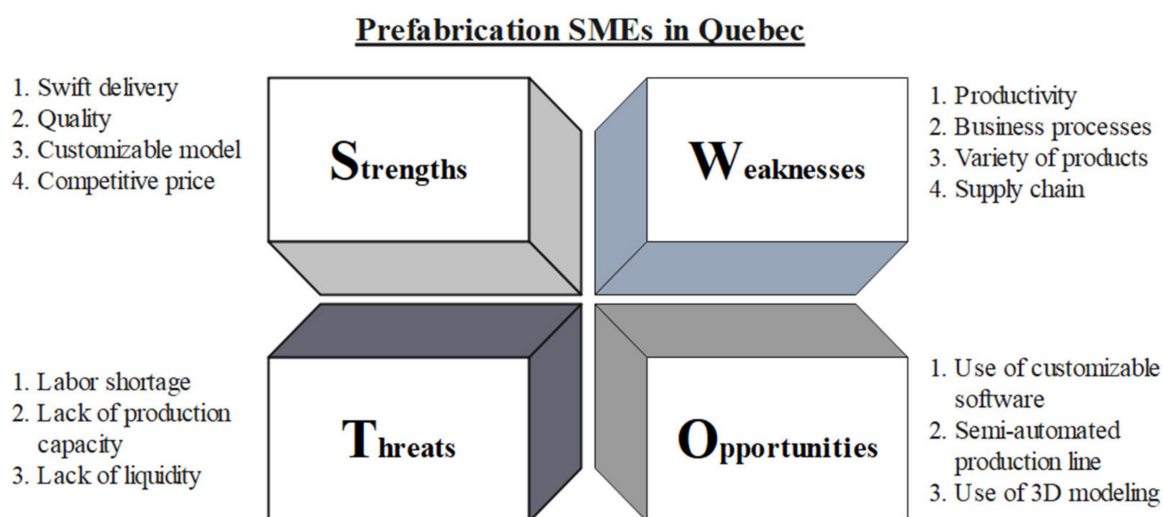 Prefabrication SMEs in Quebec
1. Swift delivery
2. Quality
3. Customizable model
4. Competitive price
Strengths
Weaknesses
1. Productivity
2. Business processes
3. Variety of products
4. Supply chain
1. Labor shortage
2. Lack of production
capacity
3. Lack of liquidity
Threats
Opportunities
1. Use of customizable
software
2. Semi-automated
production line
3. Use of 3D modeling